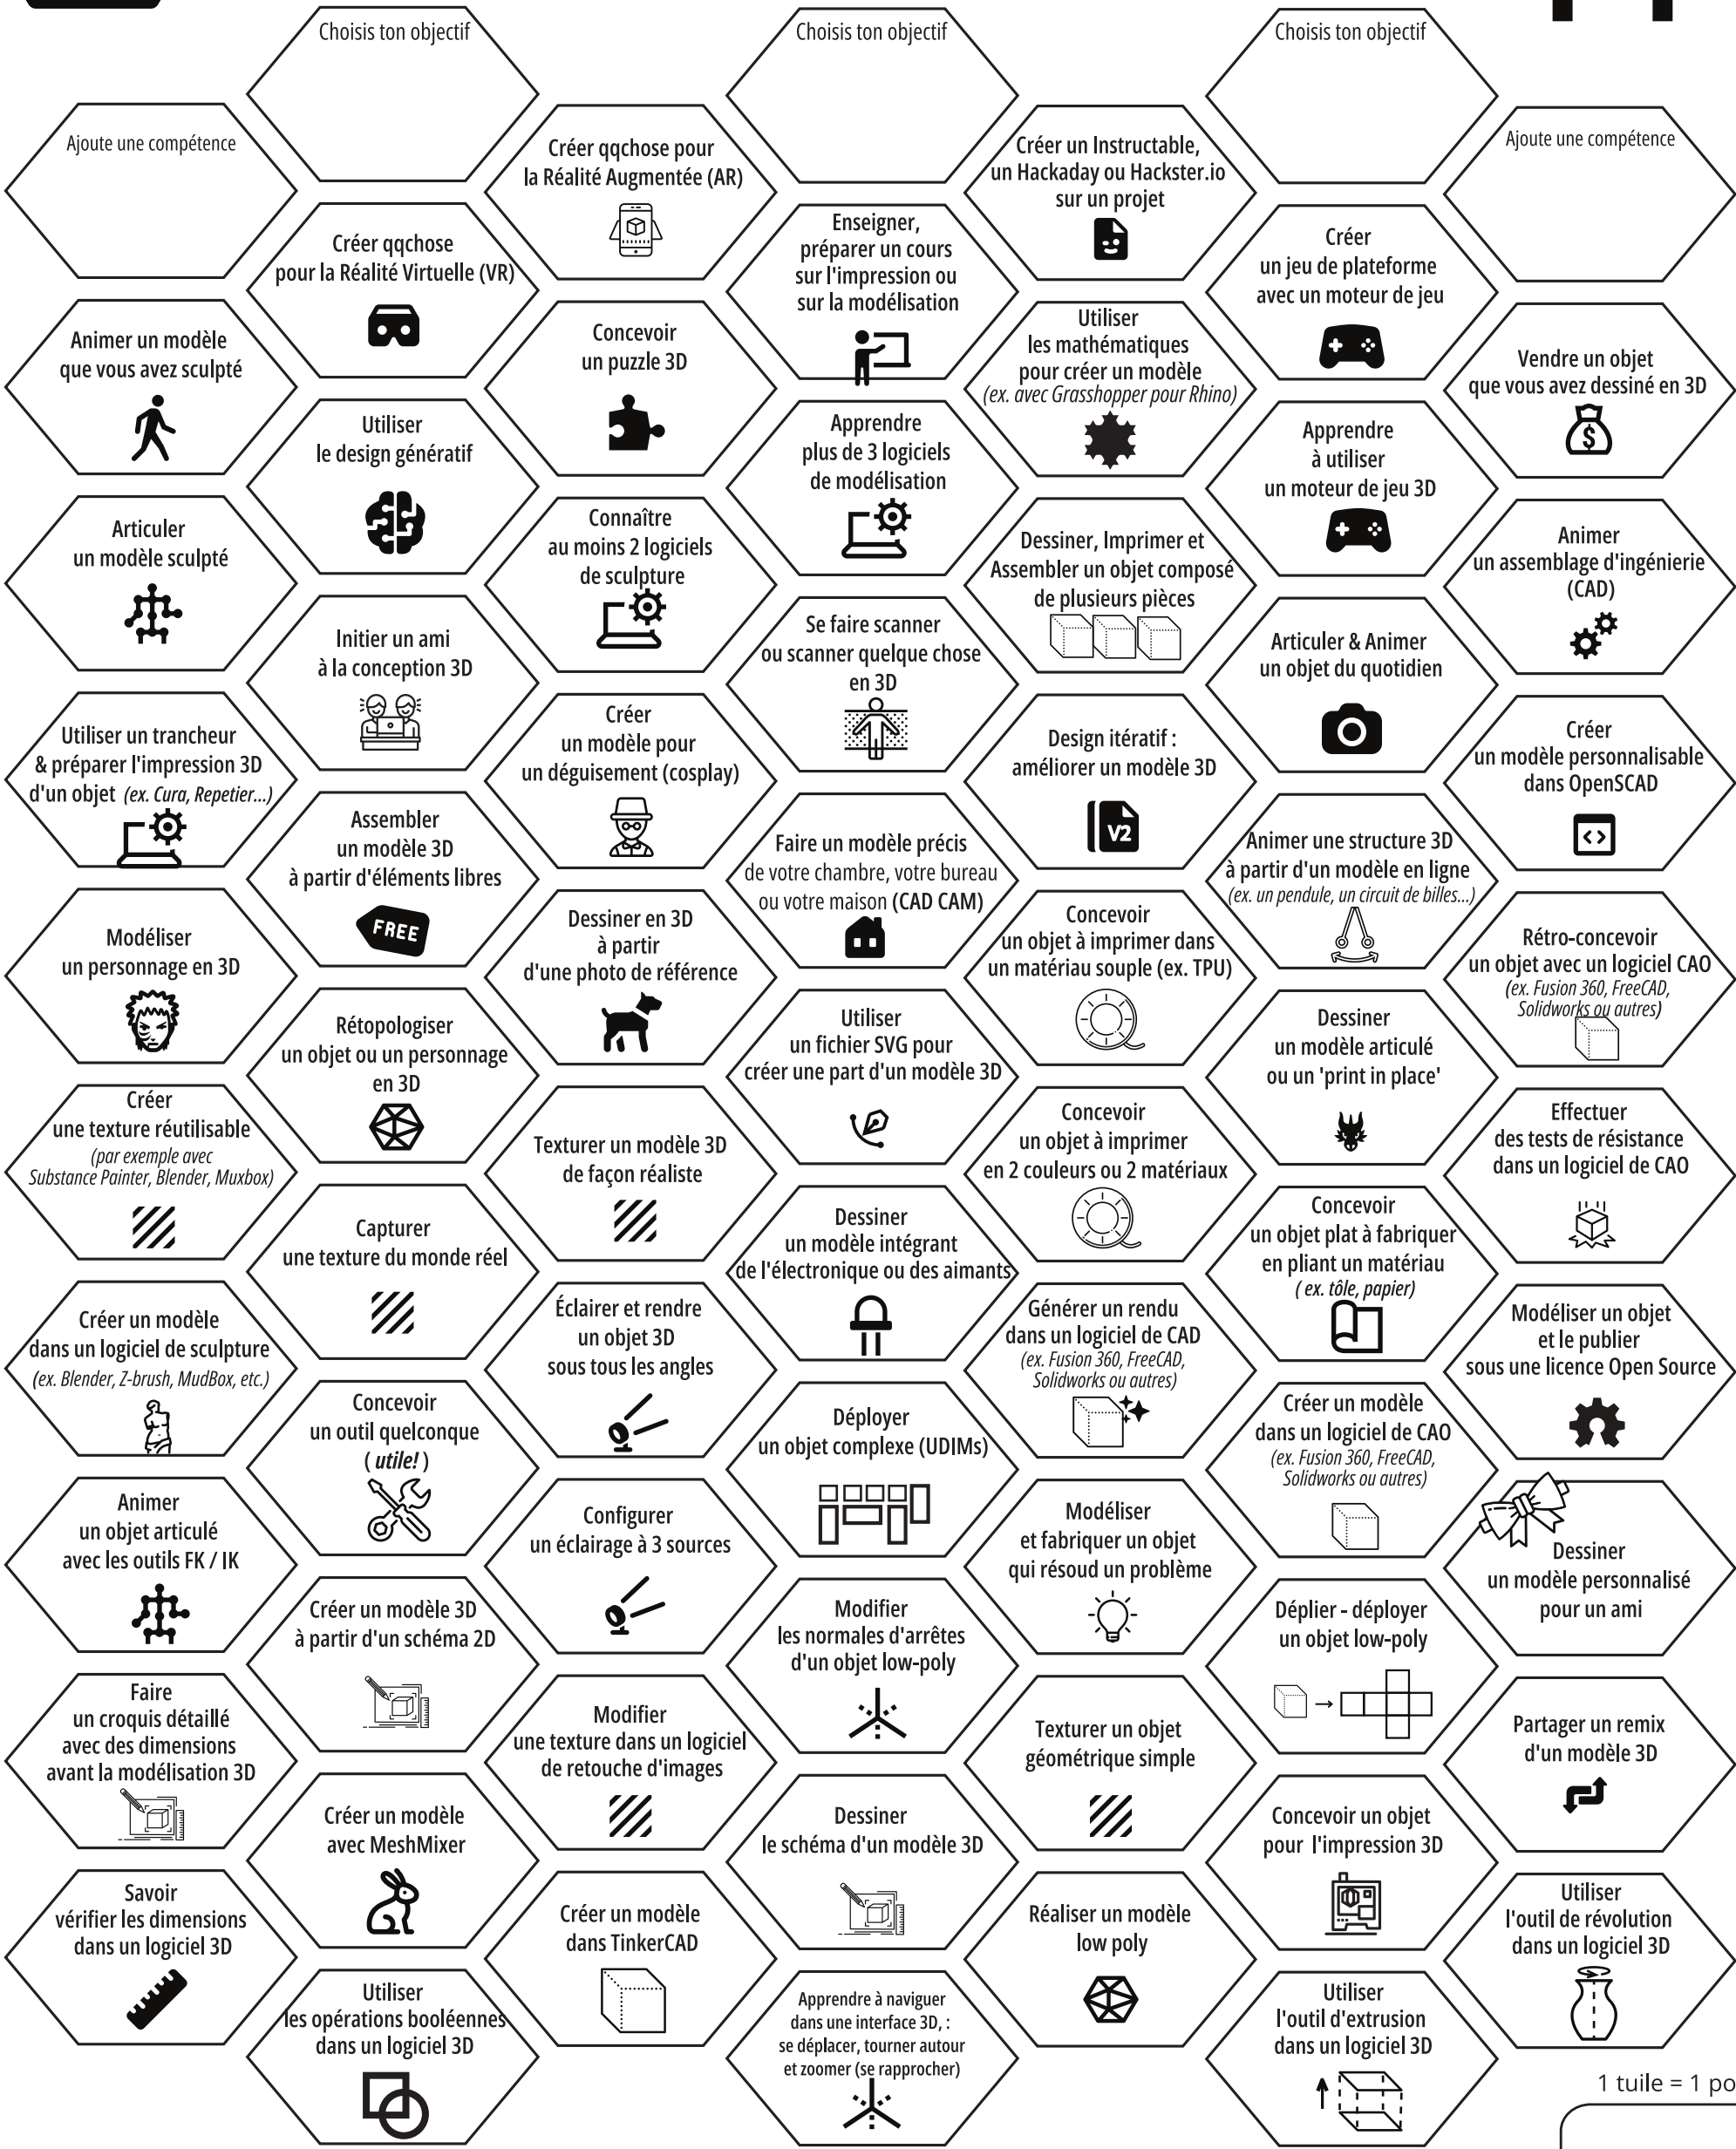 Choisis ton objectif
Choisis ton objectif
Choisis ton objectif
Ajoute une compétence
Créer qqchose pour
la Réalité Augmentée (AR)
Créer un Instructable,
un Hackaday ou Hackster.io
sur un projet
Ajoute une compétence
Créer qqchose
pour la Réalité Virtuelle (VR)
Enseigner,
préparer un cours
sur l'impression ou
sur la modélisation
Créer
un jeu de plateforme
avec un moteur de jeu
Animer un modèle
que vous avez sculpté
Concevoir
un puzzle 3D
Utiliser
les mathématiques
pour créer un modèle
(ex. avec Grasshopper pour Rhino)
Vendre un objet
que vous avez dessiné en 3D
$
Utiliser
le design génératif
Apprendre
plus de 3 logiciels
de modélisation
Apprendre
à utiliser
un moteur de jeu 3D
Articuler
un modèle sculpté
Connaître
au moins 2 logiciels
de sculpture
Dessiner, Imprimer et
Assembler un objet composé
de plusieurs pièces
Animer
un assemblage d'ingénierie
(CAD)
Initier un ami
à la conception 3D
Se faire scanner
ou scanner quelque chose
en 3D
Articuler & Animer
un objet du quotidien
Utiliser un trancheur
& préparer l'impression 3D
d'un objet (ex. Cura, Repetier...)
Créer
un modèle pour
un déguisement (cosplay)
Design itératif :
améliorer un modèle 3D
V2
Créer
un modèle personnalisable
dans OpenSCAD
Assembler
un modèle 3D
à partir d'éléments libres
FREE
Faire un modèle précis
de votre chambre, votre bureau
ou votre maison (CAD CAM)
Animer une structure 3D
à partir d'un modèle en ligne
(ex. un pendule, un circuit de billes...)
Modéliser
un personnage en 3D
Dessiner en 3D
à partir
d'une photo de référence
Concevoir
un objet à imprimer dans
un matériau souple (ex. TPU)
Rétro-concevoir
un objet avec un logiciel CAO
(ex. Fusion 360, FreeCAD,
Solidworks ou autres)
Rétopologiser
un objet ou un personnage
en 3D
Utiliser
un fichier SVG pour
créer une part d'un modèle 3D
Dessiner
un modèle articulé
ou un 'print in place'
Créer
une texture réutilisable
(par exemple avec
Substance Painter, Blender, Muxbox)
Texturer un modèle 3D
de façon réaliste
Concevoir
un objet à imprimer
en 2 couleurs ou 2 matériaux
Effectuer
des tests de résistance
dans un logiciel de CAO
Capturer
une texture du monde réel
Dessiner
un modèle intégrant
de l'électronique ou des aimants
Concevoir
un objet plat à fabriquer
en pliant un matériau
( ex. tôle, papier)
Créer un modèle
dans un logiciel de sculpture
(ex. Blender, Z-brush, MudBox, etc.)
Éclairer et rendre
un objet 3D
sous tous les angles
Générer un rendu
dans un logiciel de CAD
(ex. Fusion 360, FreeCAD,
Solidworks ou autres)
Modéliser un objet
et le publier
sous une licence Open Source
Concevoir
un outil quelconque
( utile! )
Déployer
un objet complexe (UDIMs)
Créer un modèle
dans un logiciel de CAO
(ex. Fusion 360, FreeCAD,
Solidworks ou autres)
Animer
un objet articulé
avec les outils FK / IK
Configurer
un éclairage à 3 sources
Modéliser
et fabriquer un objet
qui résoud un problème
Dessiner
un modèle personnalisé
pour un ami
Créer un modèle 3D
à partir d'un schéma 2D
Modifier
les normales d'arrêtes
d'un objet low-poly
Déplier - déployer
un objet low-poly
Faire
un croquis détaillé
avec des dimensions
avant la modélisation 3D
Modifier
une texture dans un logiciel
de retouche d'images
Texturer un objet
géométrique simple
Partager un remix
d'un modèle 3D
Créer un modèle
avec MeshMixer
Dessiner
le schéma d'un modèle 3D
Concevoir un objet
pour l'impression 3D
Savoir
vérifier les dimensions
dans un logiciel 3D
Créer un modèle
dans TinkerCAD
Réaliser un modèle
low poly
Utiliser
l'outil de révolution
dans un logiciel 3D
Utiliser
les opérations booléennes
dans un logiciel 3D
Apprendre à naviguer
dans une interface 3D, :
se déplacer, tourner autour
et zoomer (se rapprocher)
Utiliser
l'outil d'extrusion
dans un logiciel 3D
1 tuile = 1 po